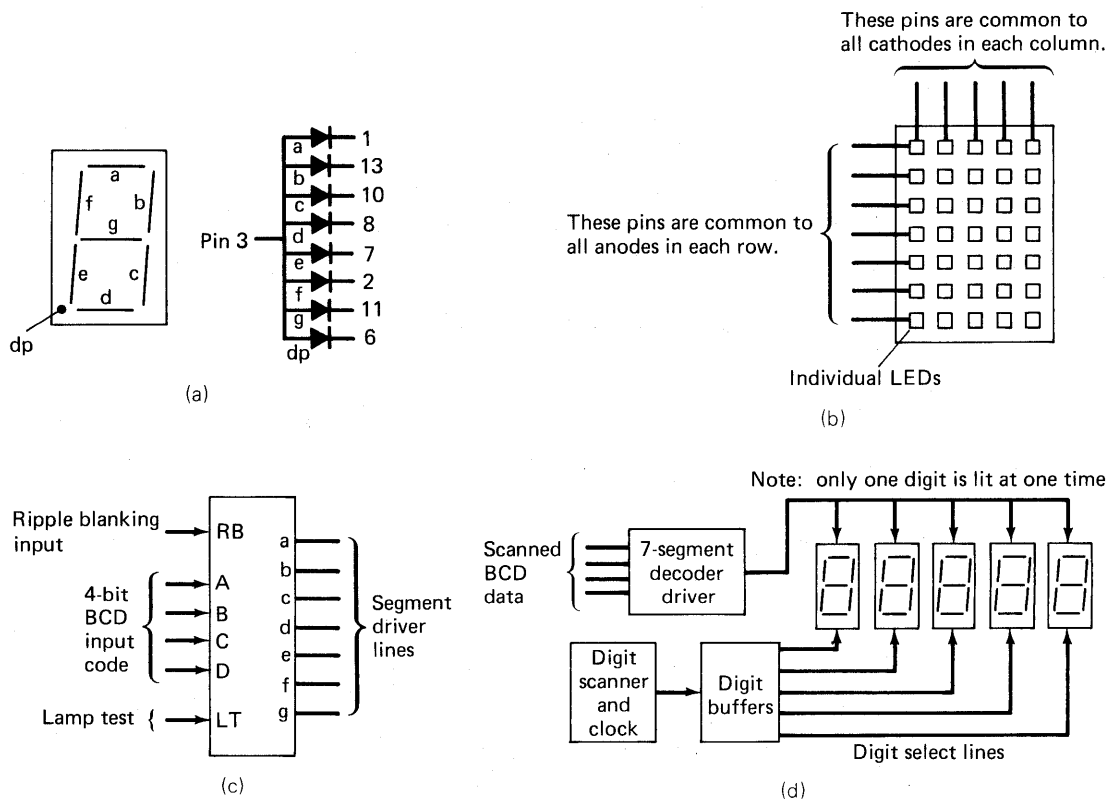 a
f
b
g
e
c
d
dp
Pin 3
a
b
c
d
e
f
g
dp
1
13
10
8
7
2
11
6
(a)
These pins are common to
all cathodes in each column.
These pins are common to
all anodes in each row.
Individual LEDs
(b)
Ripple blanking
input
4-bit
BCD
input
code
Lamp test
RB
A
B
C
D
LT
a
b
c
d
e
f
g
Segment
driver
lines
(c)
Note: only one digit is lit at one time
Scanned
BCD
data
7-segment
decoder
driver
Digit
scanner
and
clock
Digit
buffers
Digit select lines
(d)